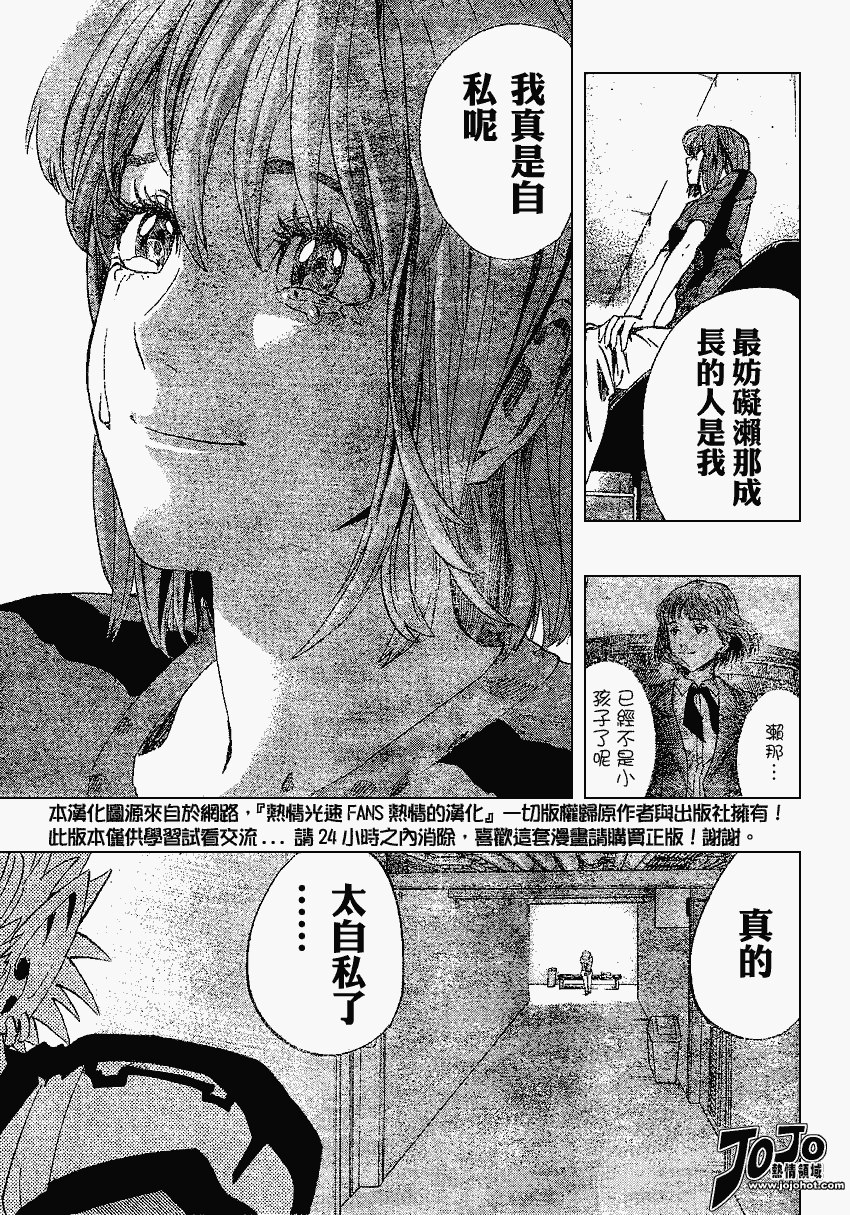 最妨礙瀨那成
長的人是我
瀨那…
已經不是小
孩子了呢
我真是自
私呢
本漢化圖源來自於網路，『熱情光速 FANS 熱情的漢化』一切版權歸原作者與出版社擁有！
此版本僅供學習試看交流... 請 24 小時之內消除，喜歡這套漫畫請購買正版！謝謝。
真的
太自私了
……
JOJO
熱情領域
www.jojohot.com